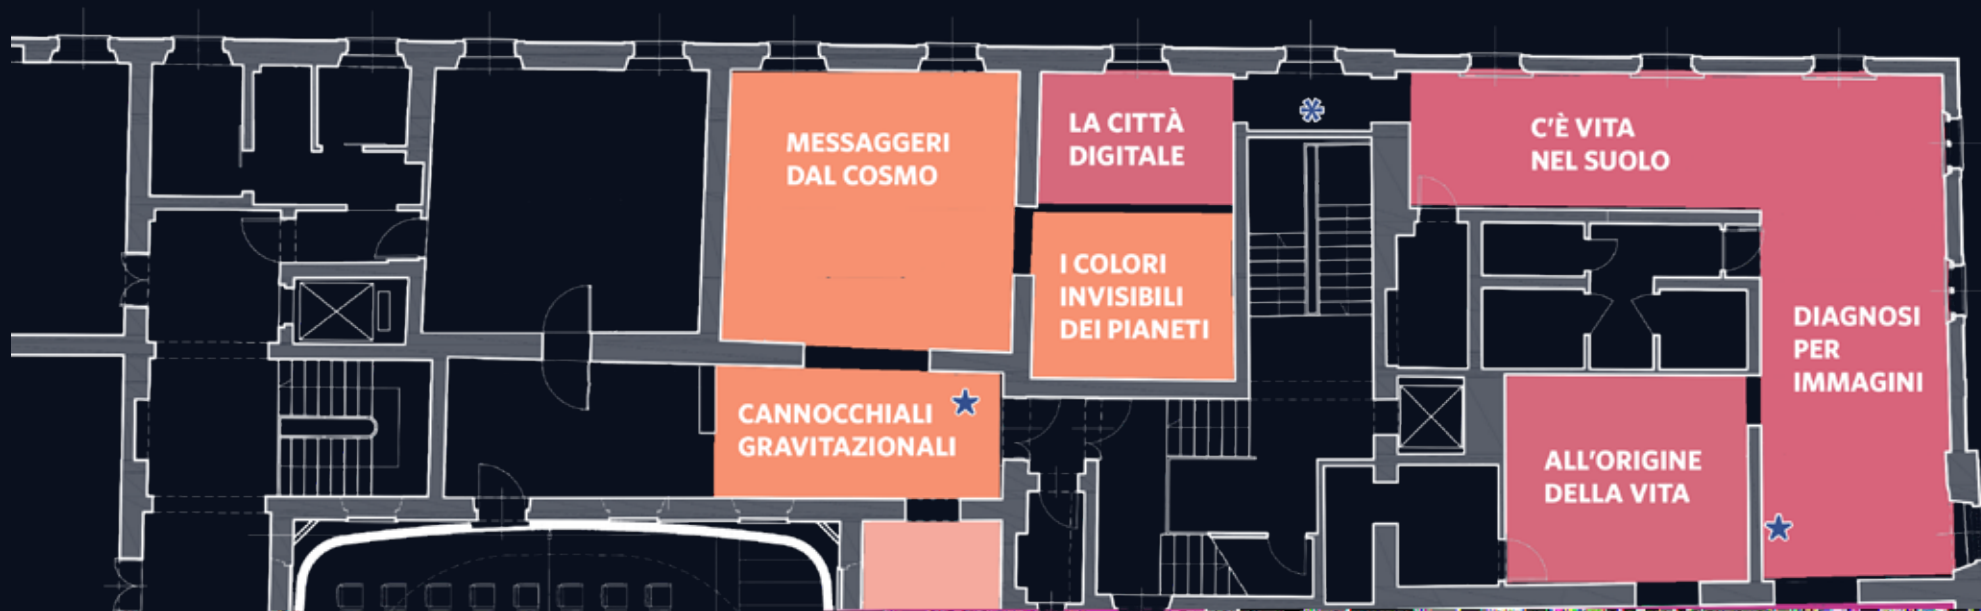 MESSAGGERI
DAL COSMO
LA CITTÀ
DIGITALE
C'È VITA
NEL SUOLO
I COLORI
INVISIBILI
DEI PIANETI
DIAGNOSI
PER
IMMAGINI
CANNOCCHIALI
GRAVITAZIONALI
ALL'ORIGINE
DELLA VITA